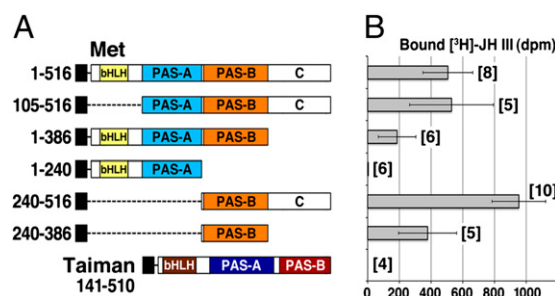 A
Met
1-516 bHLH PAS-A PAS-B C
105-516 PAS-A PAS-B C
1-386 bHLH PAS-A PAS-B
1-240 bHLH PAS-A
240-516 PAS-B C
240-386 PAS-B
Taiman bHLH PAS-A PAS-B
141-510
B
Bound [³H]-JH III (dpm)
[8]
[5]
[6]
[6]
[10]
[5]
[4]
0 200 400 600 800 1000